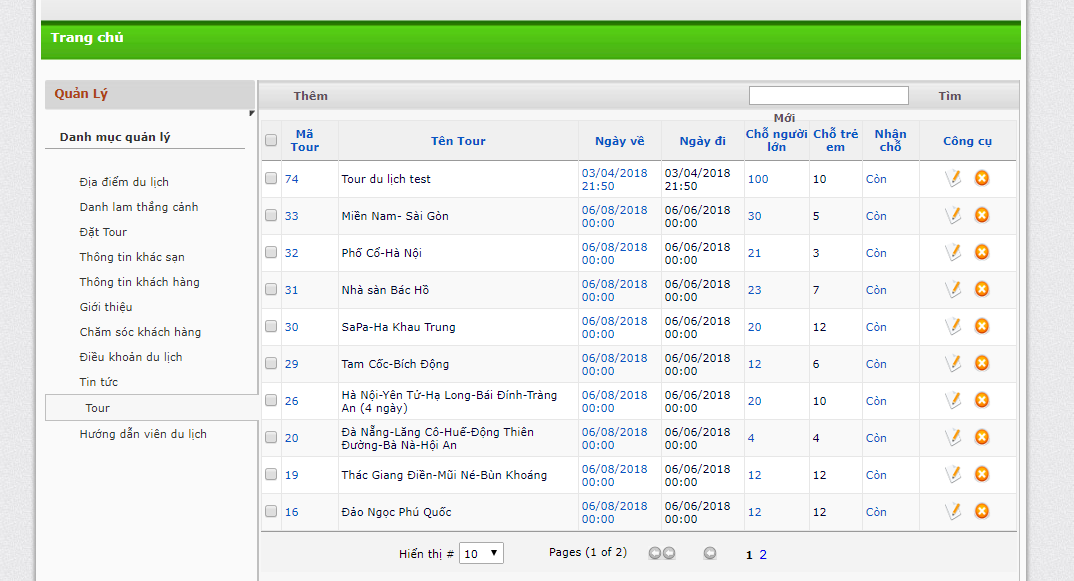 Trang chủ
Quản Lý
Danh mục quản lý
Địa điểm du lịch
Danh lam thắng cảnh
Đặt Tour
Thông tin khác sạn
Thông tin khách hàng
Giới thiệu
Chăm sóc khách hàng
Điều khoản du lịch
Tin tức
Tour
Hướng dẫn viên du lịch
Thêm Tìm
Mới
Mã Tour Tên Tour Ngày về Ngày đi Chỗ người lớn Chỗ trẻ em Nhận chỗ Công cụ
74 Tour du lịch test 03/04/2018 21:50 03/04/2018 21:50 100 10 Còn
33 Miền Nam- Sài Gòn 06/08/2018 00:00 06/06/2018 00:00 30 5 Còn
32 Phố Cổ-Hà Nội 06/08/2018 00:00 06/06/2018 00:00 21 3 Còn
31 Nhà sàn Bác Hồ 06/08/2018 00:00 06/06/2018 00:00 23 7 Còn
30 SaPa-Ha Khau Trung 06/08/2018 00:00 06/06/2018 00:00 20 12 Còn
29 Tam Cốc-Bích Động 06/08/2018 00:00 06/06/2018 00:00 12 6 Còn
26 Hà Nội-Yên Tử-Hạ Long-Bái Đính-Tràng An (4 ngày) 06/08/2018 00:00 06/06/2018 00:00 20 10 Còn
20 Đà Nẵng-Lăng Cô-Huế-Động Thiên Đường-Bà Nà-Hội An 06/08/2018 00:00 06/06/2018 00:00 4 4 Còn
19 Thác Giang Điền-Mũi Né-Bùn Khoáng 06/08/2018 00:00 06/06/2018 00:00 12 12 Còn
16 Đảo Ngọc Phú Quốc 06/08/2018 00:00 06/06/2018 00:00 12 12 Còn
Hiển thị # 10 Pages (1 of 2) 1 2